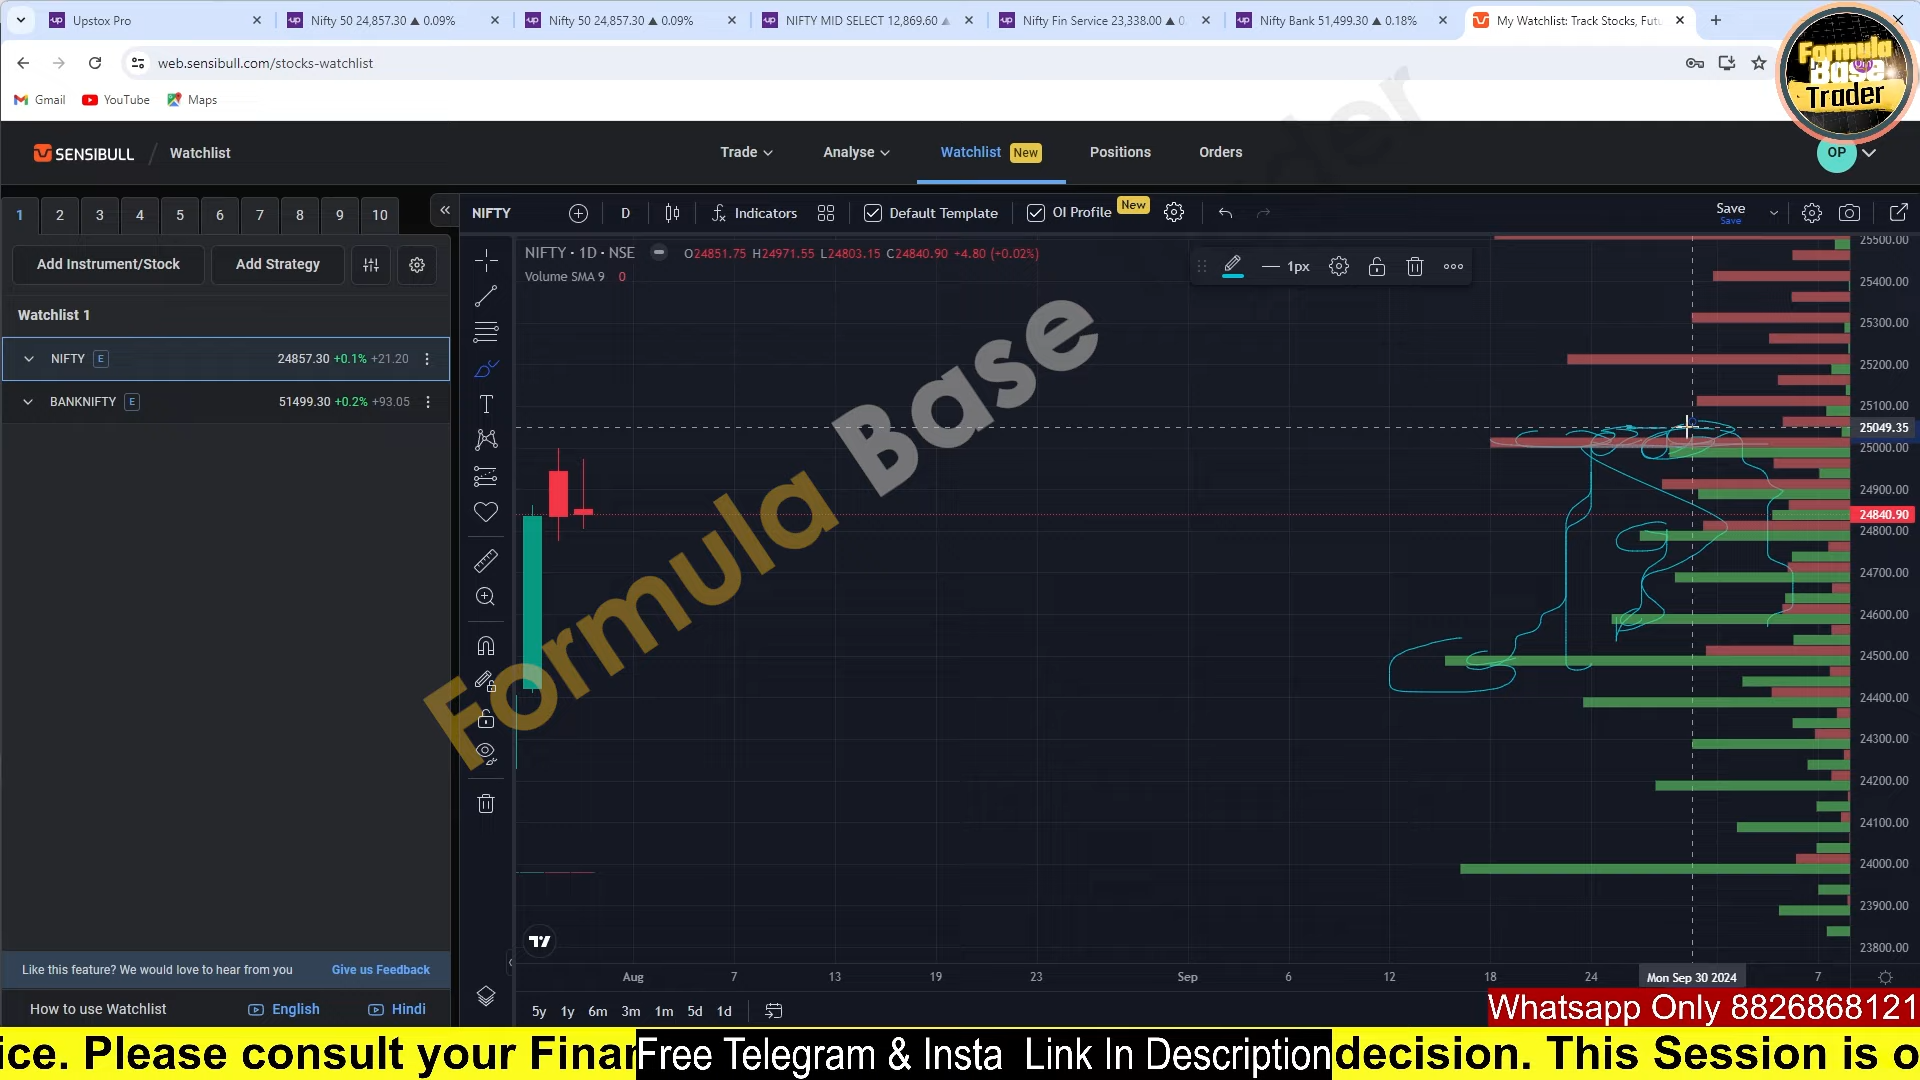 Upstox Pro
Nifty 50 24,857.30 ▲ 0.09%
Nifty 50 24,857.30 ▲ 0.09%
NIFTY MID SELECT 12,869.60 ▲
Nifty Fin Service 23,338.00 ▲ 0.
Nifty Bank 51,499.30 ▲ 0.18%
My Watchlist: Track Stocks, Futu
web.sensibull.com/stocks-watchlist
Gmail
YouTube
Maps
Formula
Base
Trader
SENSIBULL / Watchlist
Trade
Analyse
Watchlist New
Positions
Orders
OP
1 2 3 4 5 6 7 8 9 10
NIFTY
D
Indicators
Default Template
OI Profile New
Save
Save
Add Instrument/Stock
Add Strategy
Watchlist 1
NIFTY E 24857.30 +0.1% +21.20
BANKNIFTY E 51499.30 +0.2% +93.05
NIFTY · 1D · NSE O24851.75 H24971.55 L24803.15 C24840.90 +4.80 (+0.02%)
Volume SMA 9 0
1px
Formula Base
der
25500.00
25400.00
25300.00
25200.00
25100.00
25049.35
25000.00
24900.00
24840.90
24800.00
24700.00
24600.00
24500.00
24400.00
24300.00
24200.00
24100.00
24000.00
23900.00
23800.00
Aug 7 13 19 23 Sep 6 12 18 24 Mon Sep 30 2024 7
5y 1y 6m 3m 1m 5d 1d
Like this feature? We would love to hear from you Give us Feedback
How to use Watchlist English Hindi
Whatsapp Only 8826868121
ice. Please consult your Finan
Free Telegram & Insta Link In Description
decision. This Session is o